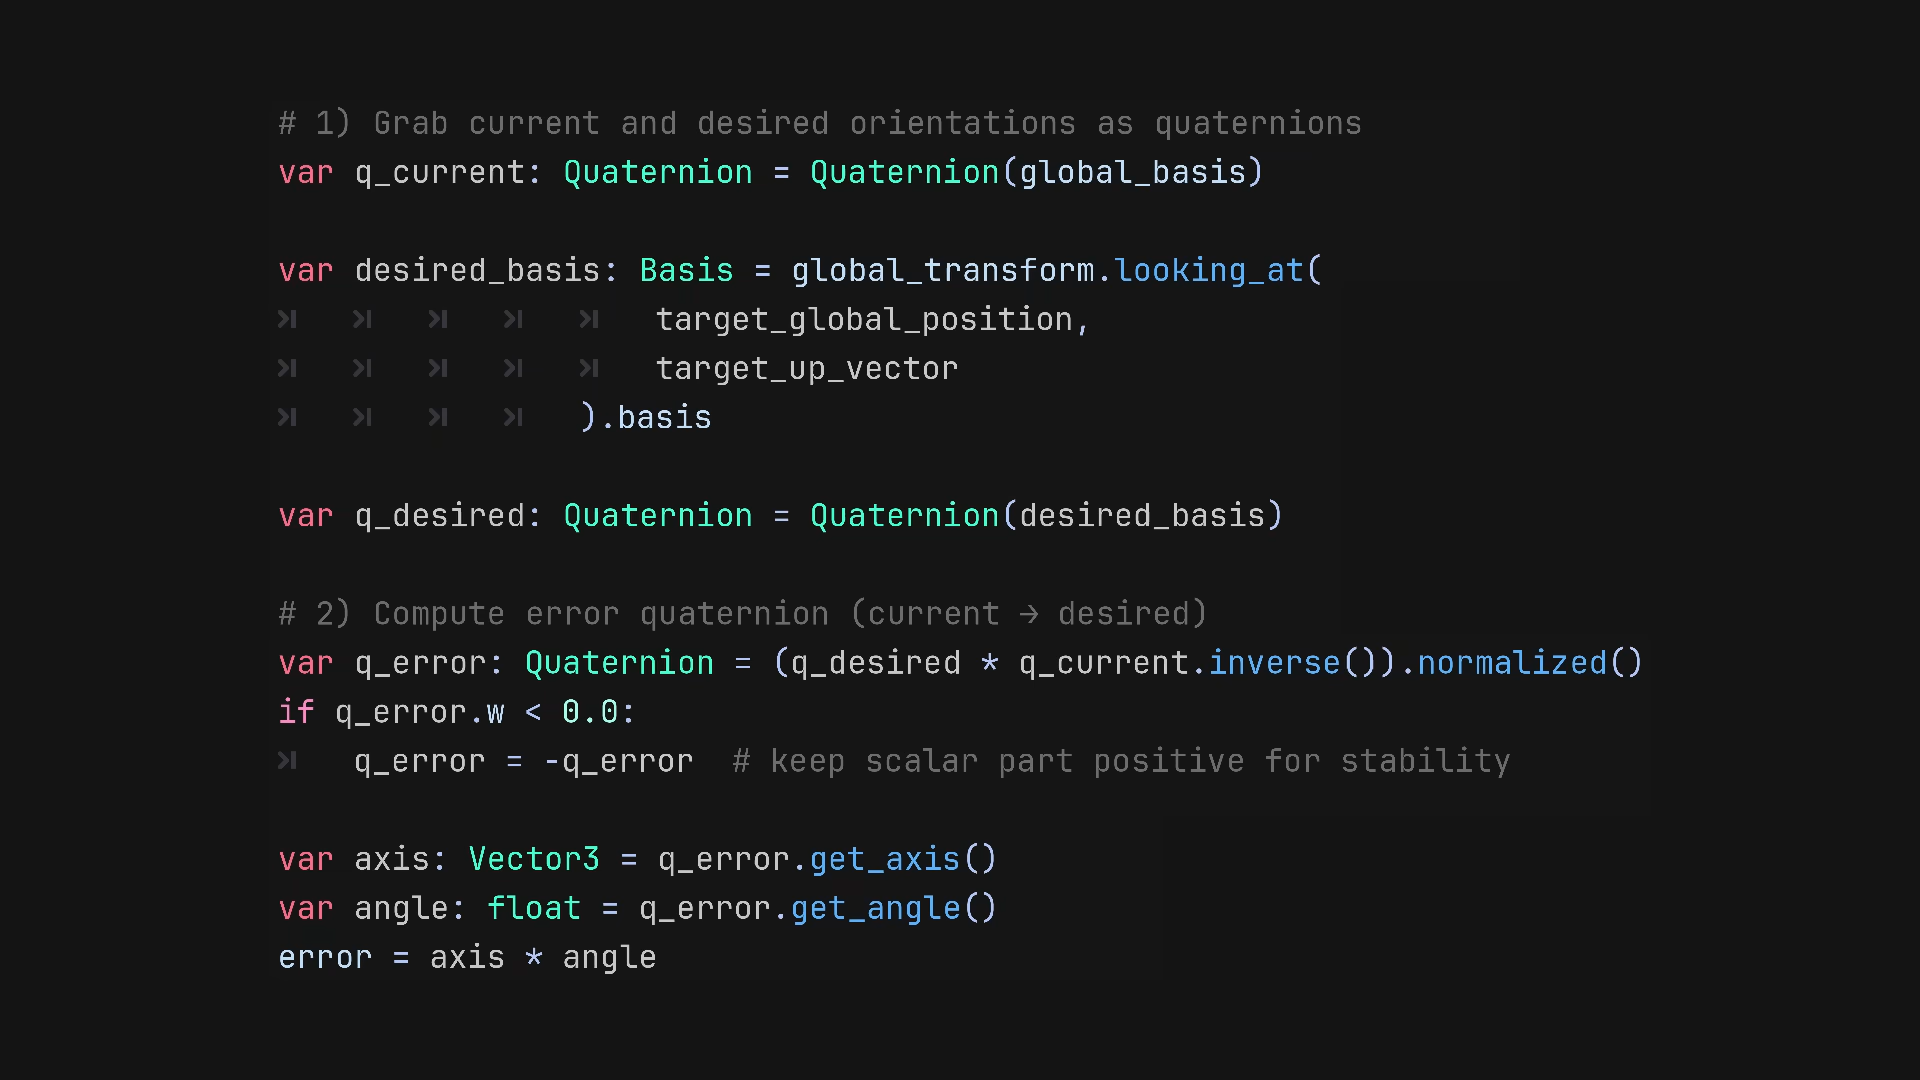 # 1) Grab current and desired orientations as quaternions
var q_current: Quaternion = Quaternion(global_basis)
var desired_basis: Basis = global_transform.looking_at(
target_global_position,
target_up_vector
).basis
var q_desired: Quaternion = Quaternion(desired_basis)
# 2) Compute error quaternion (current → desired)
var q_error: Quaternion = (q_desired * q_current.inverse()).normalized()
if q_error.w < 0.0:
q_error = -q_error  # keep scalar part positive for stability
var axis: Vector3 = q_error.get_axis()
var angle: float = q_error.get_angle()
error = axis * angle